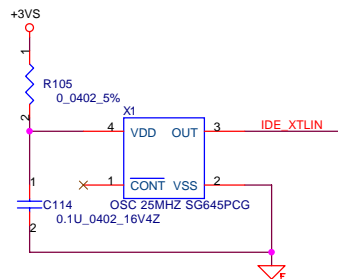 +3VS
1
R105
0_0402_5%
2
X1
4
VDD
OUT
3
IDE_XTLIN
1
CONT
VSS
2
OSC 25MHZ SG645PCG
1
C114
0.1U_0402_16V4Z
2